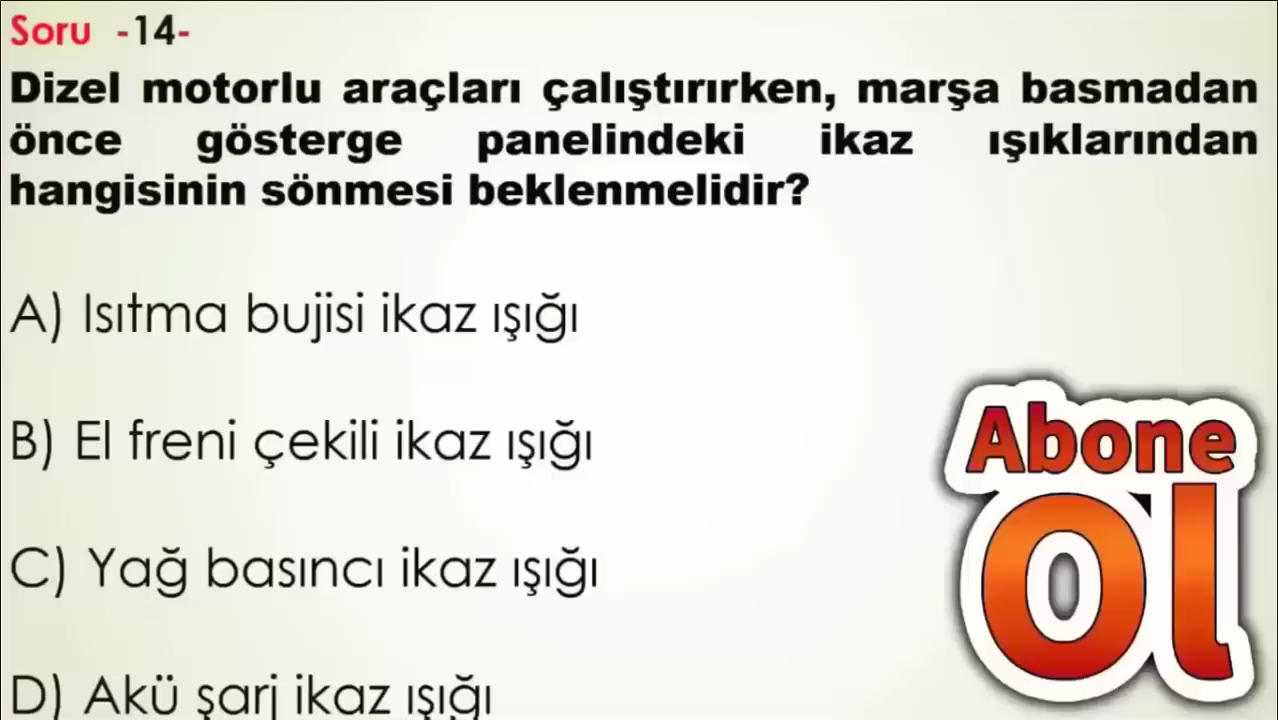 Soru -14-
Dizel motorlu araçları çalıştırırken, marşa basmadan
önce gösterge panelindeki ikaz ışıklarından
hangisinin sönmesi beklenmelidir?
A) Isıtma bujisi ikaz ışığı
B) El freni çekili ikaz ışığı
C) Yağ basıncı ikaz ışığı
D) Akü şarj ikaz ışığı
Abone
Ol